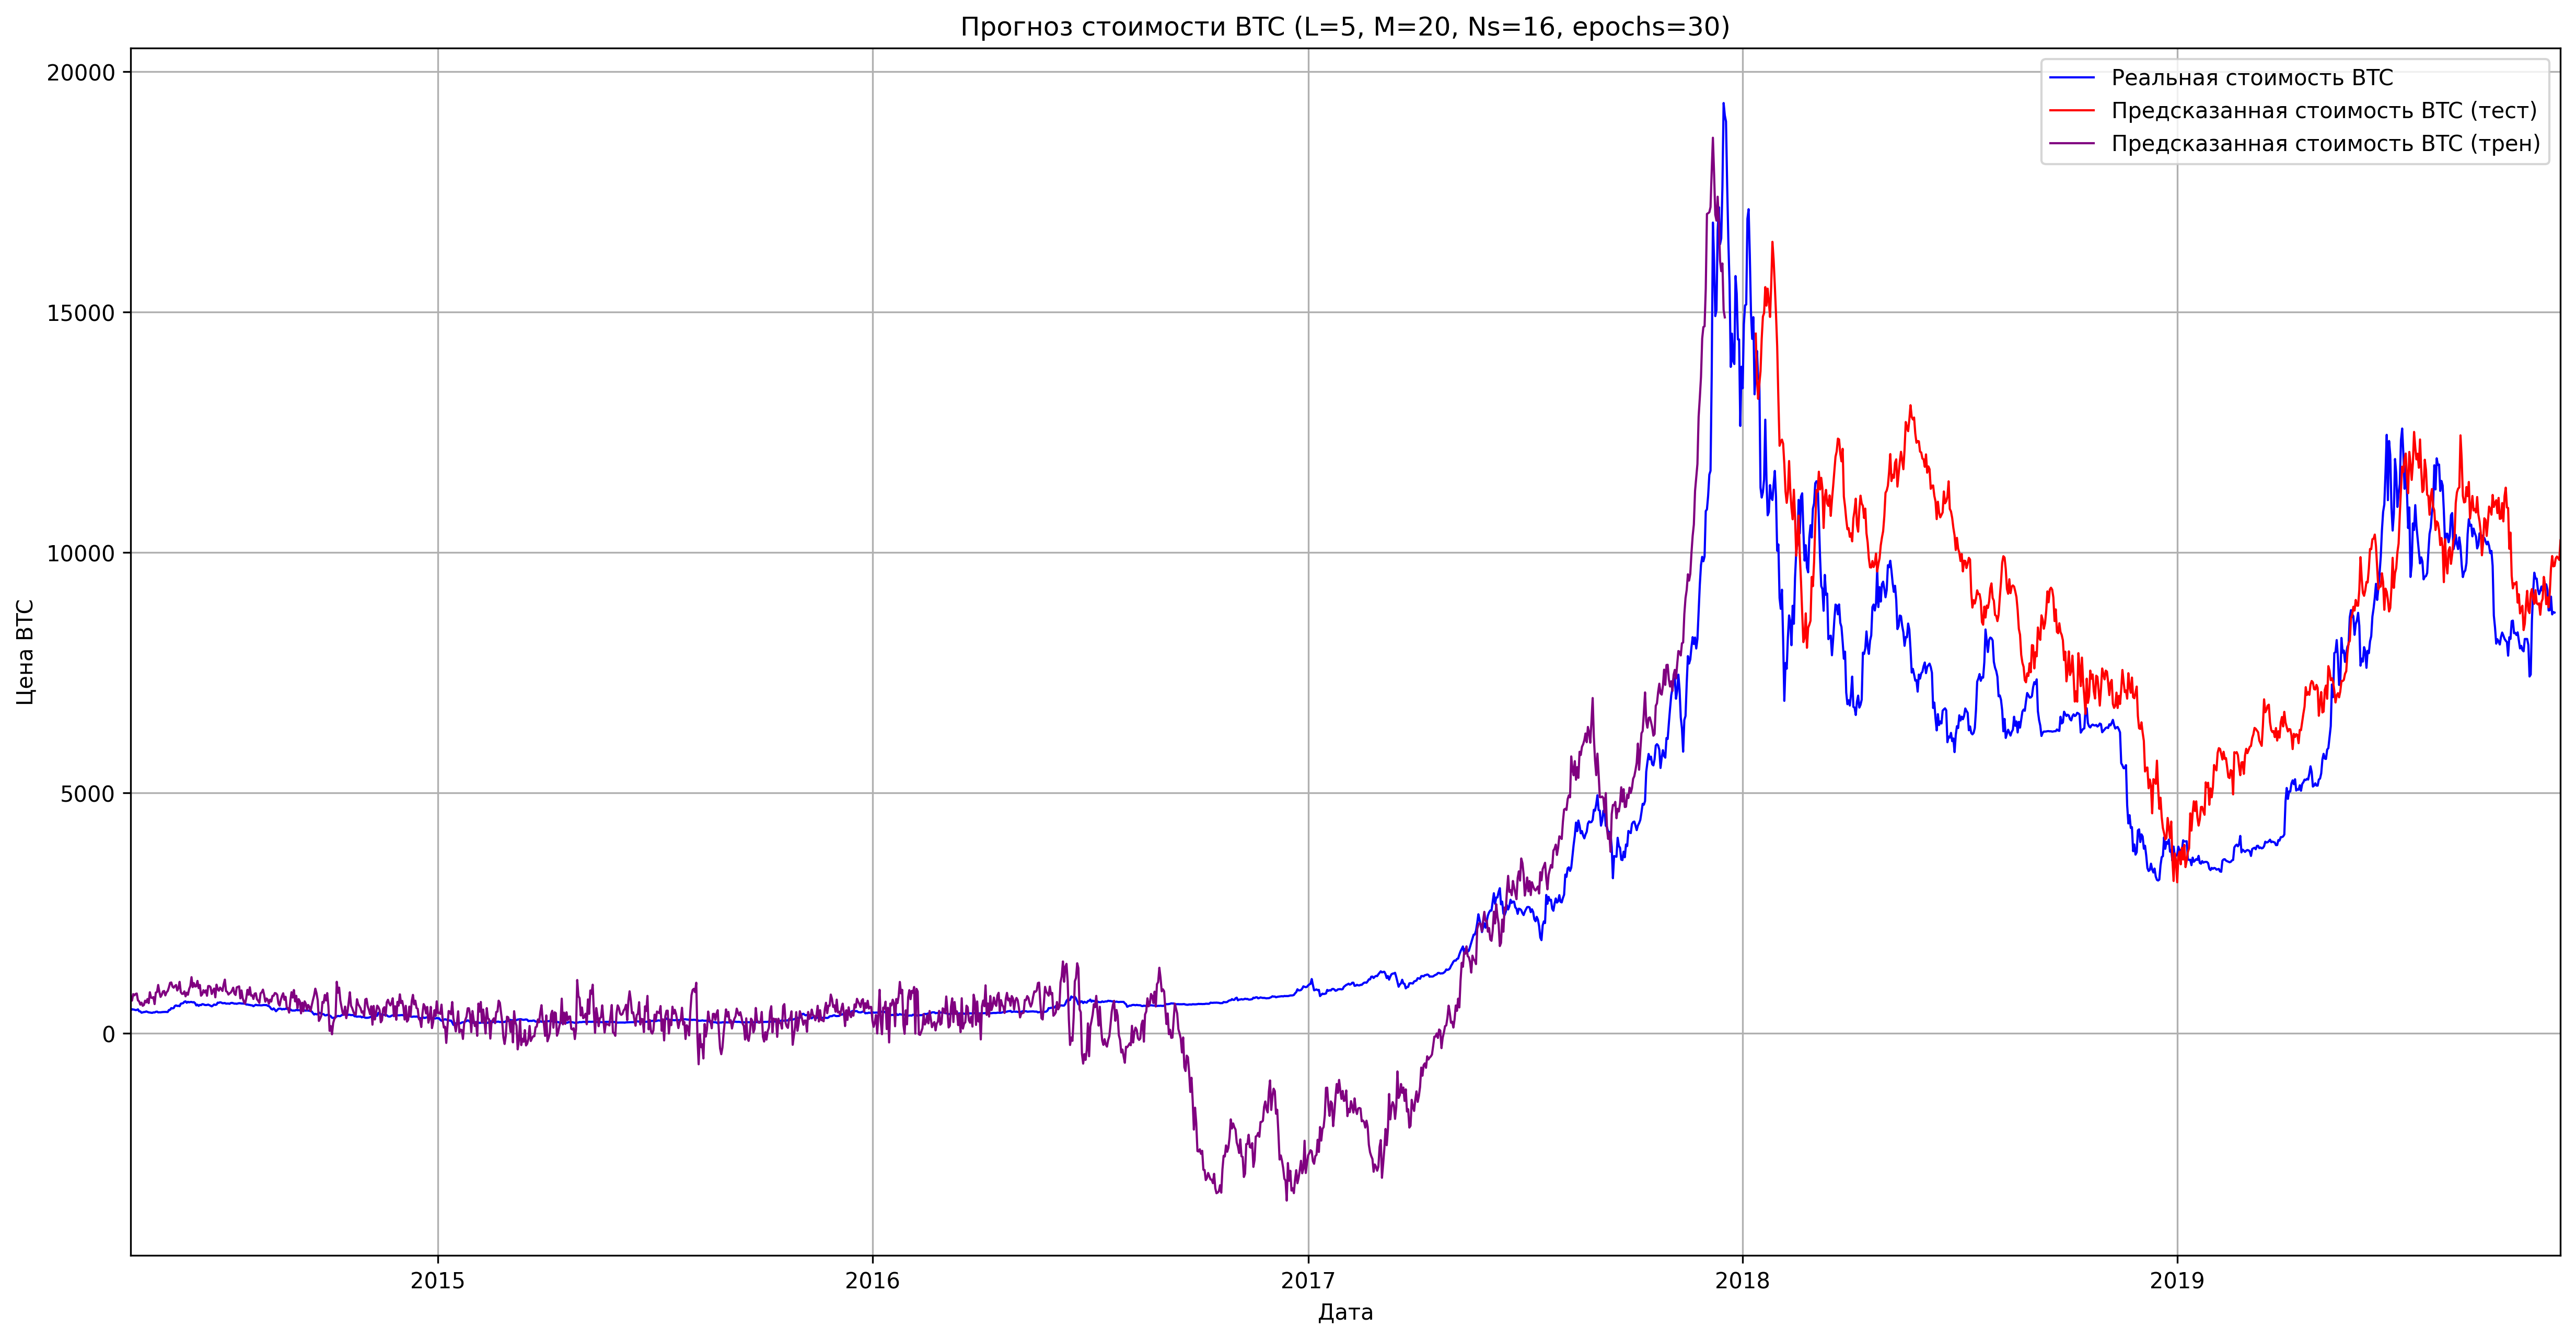 Прогноз стоимости BTC (L=5, M=20, Ns=16, epochs=30)
Реальная стоимость BTC
Предсказанная стоимость BTC (тест)
Предсказанная стоимость BTC (трен)
20000
15000
10000
5000
0
Цена BTC
2015
2016
2017
2018
2019
Дата